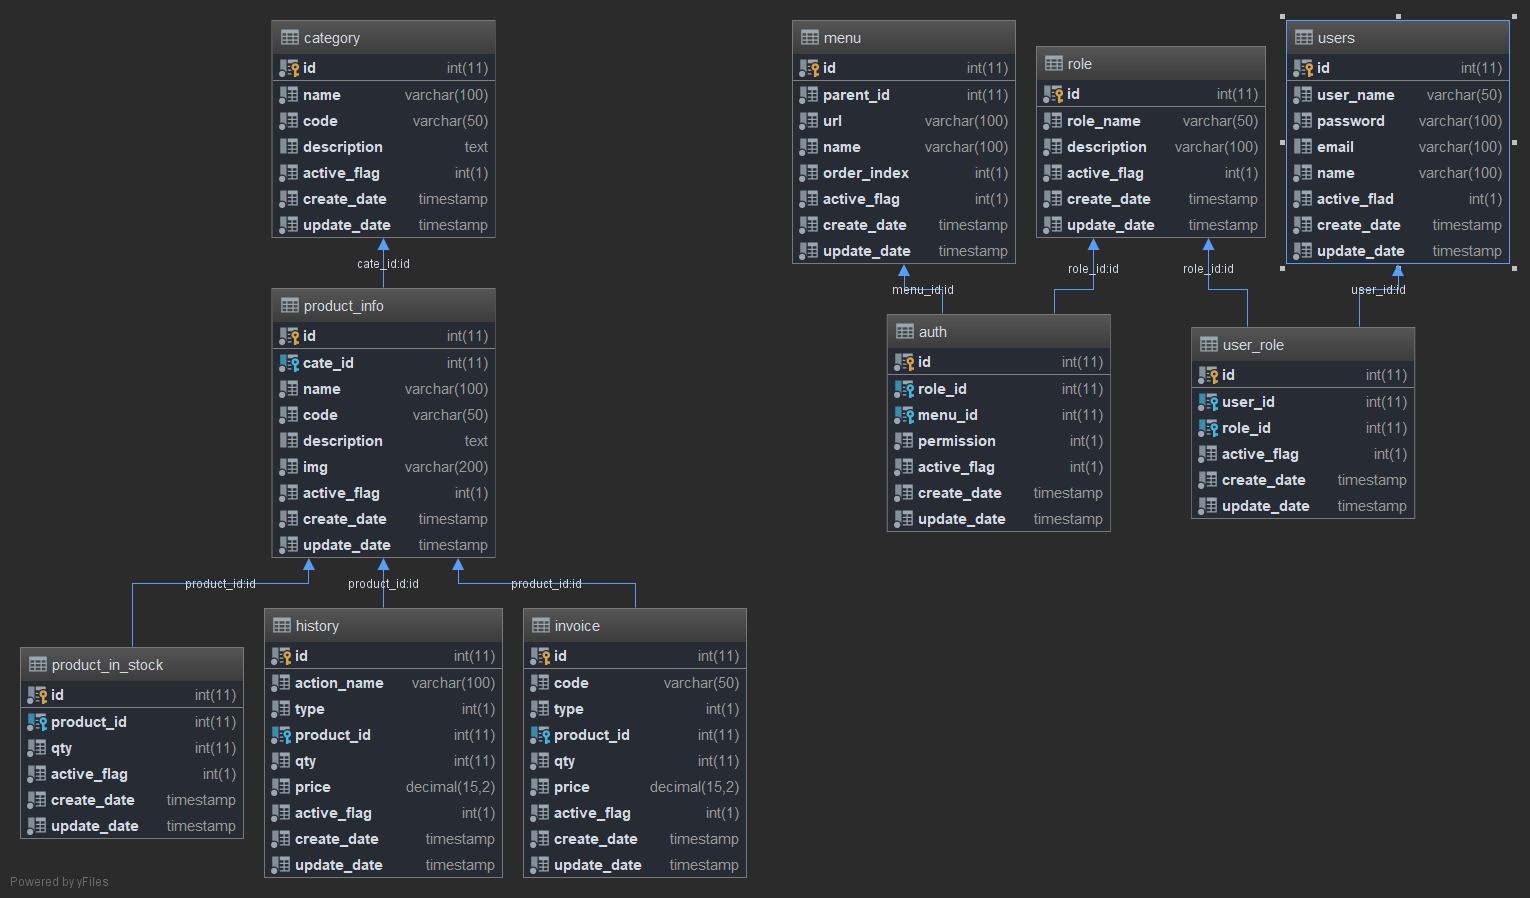 category
id int(11)
name varchar(100)
code varchar(50)
description text
active_flag int(1)
create_date timestamp
update_date timestamp
cate_id:id
product_info
id int(11)
cate_id int(11)
name varchar(100)
code varchar(50)
description text
img varchar(200)
active_flag int(1)
create_date timestamp
update_date timestamp
product_id:id
product_id:id
product_id:id
product_in_stock
id int(11)
product_id int(11)
qty int(11)
active_flag int(1)
create_date timestamp
update_date timestamp
history
id int(11)
action_name varchar(100)
type int(1)
product_id int(11)
qty int(11)
price decimal(15,2)
active_flag int(1)
create_date timestamp
update_date timestamp
invoice
id int(11)
code varchar(50)
type int(1)
product_id int(11)
qty int(11)
price decimal(15,2)
active_flag int(1)
create_date timestamp
update_date timestamp
menu
id int(11)
parent_id int(11)
url varchar(100)
name varchar(100)
order_index int(1)
active_flag int(1)
create_date timestamp
update_date timestamp
role
id int(11)
role_name varchar(50)
description varchar(100)
active_flag int(1)
create_date timestamp
update_date timestamp
users
id int(11)
user_name varchar(50)
password varchar(100)
email varchar(100)
name varchar(100)
active_flad int(1)
create_date timestamp
update_date timestamp
menu_id:id
role_id:id
role_id:id
user_id:id
auth
id int(11)
role_id int(11)
menu_id int(11)
permission int(1)
active_flag int(1)
create_date timestamp
update_date timestamp
user_role
id int(11)
user_id int(11)
role_id int(11)
active_flag int(1)
create_date timestamp
update_date timestamp
Powered by yFiles